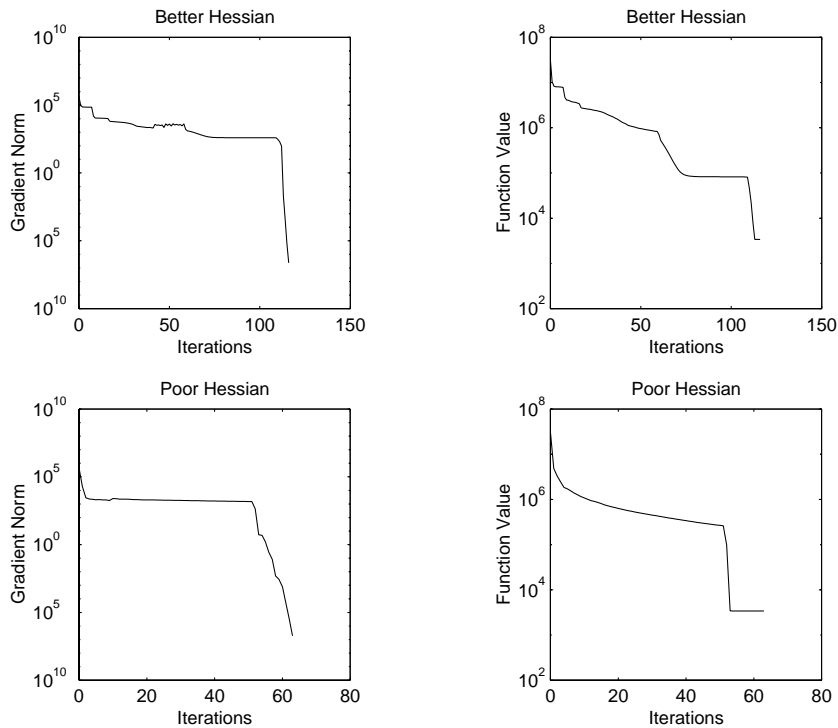 Better Hessian
10^10
10^5
10^0
10^5
10^10
Gradient Norm
0 50 100 150
Iterations
Better Hessian
10^8
10^6
10^4
10^2
Function Value
0 50 100 150
Iterations
Poor Hessian
10^10
10^5
10^0
10^5
10^10
Gradient Norm
0 20 40 60 80
Iterations
Poor Hessian
10^8
10^6
10^4
10^2
Function Value
0 20 40 60 80
Iterations